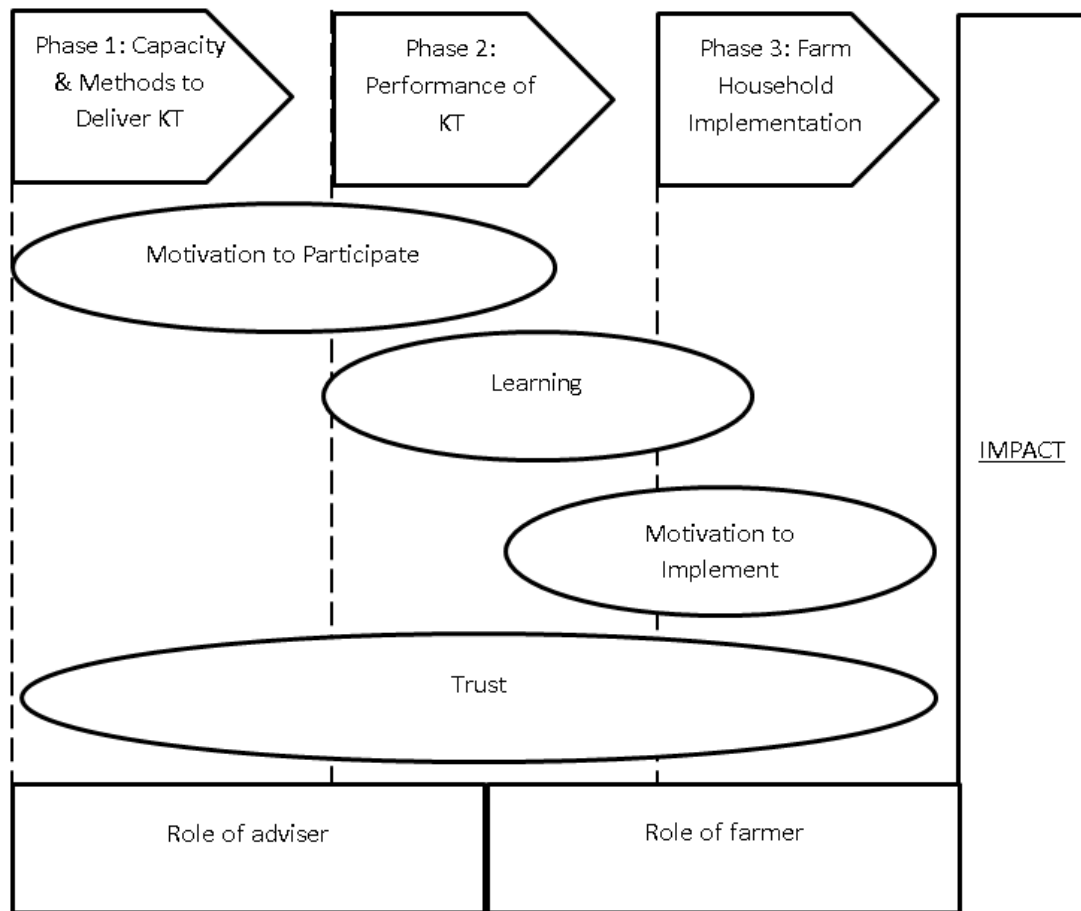 Phase 1: Capacity
& Methods to
Deliver KT
Phase 2:
Performance of
KT
Phase 3: Farm
Household
Implementation
Motivation to Participate
Learning
IMPACT
Motivation to
Implement
Trust
Role of adviser
Role of farmer